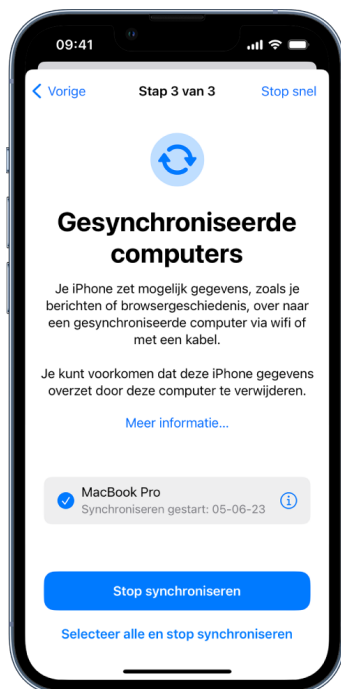 09:41
Vorige Stap 3 van 3 Stop snel
Gesynchroniseerde
computers
Je iPhone zet mogelijk gegevens, zoals je
berichten of browsergeschiedenis, over naar
een gesynchroniseerde computer via wifi of
met een kabel.
Je kunt voorkomen dat deze iPhone gegevens
overzet door deze computer te verwijderen.
Meer informatie...
MacBook Pro
Synchroniseren gestart: 05-06-23
Stop synchroniseren
Selecteer alle en stop synchroniseren